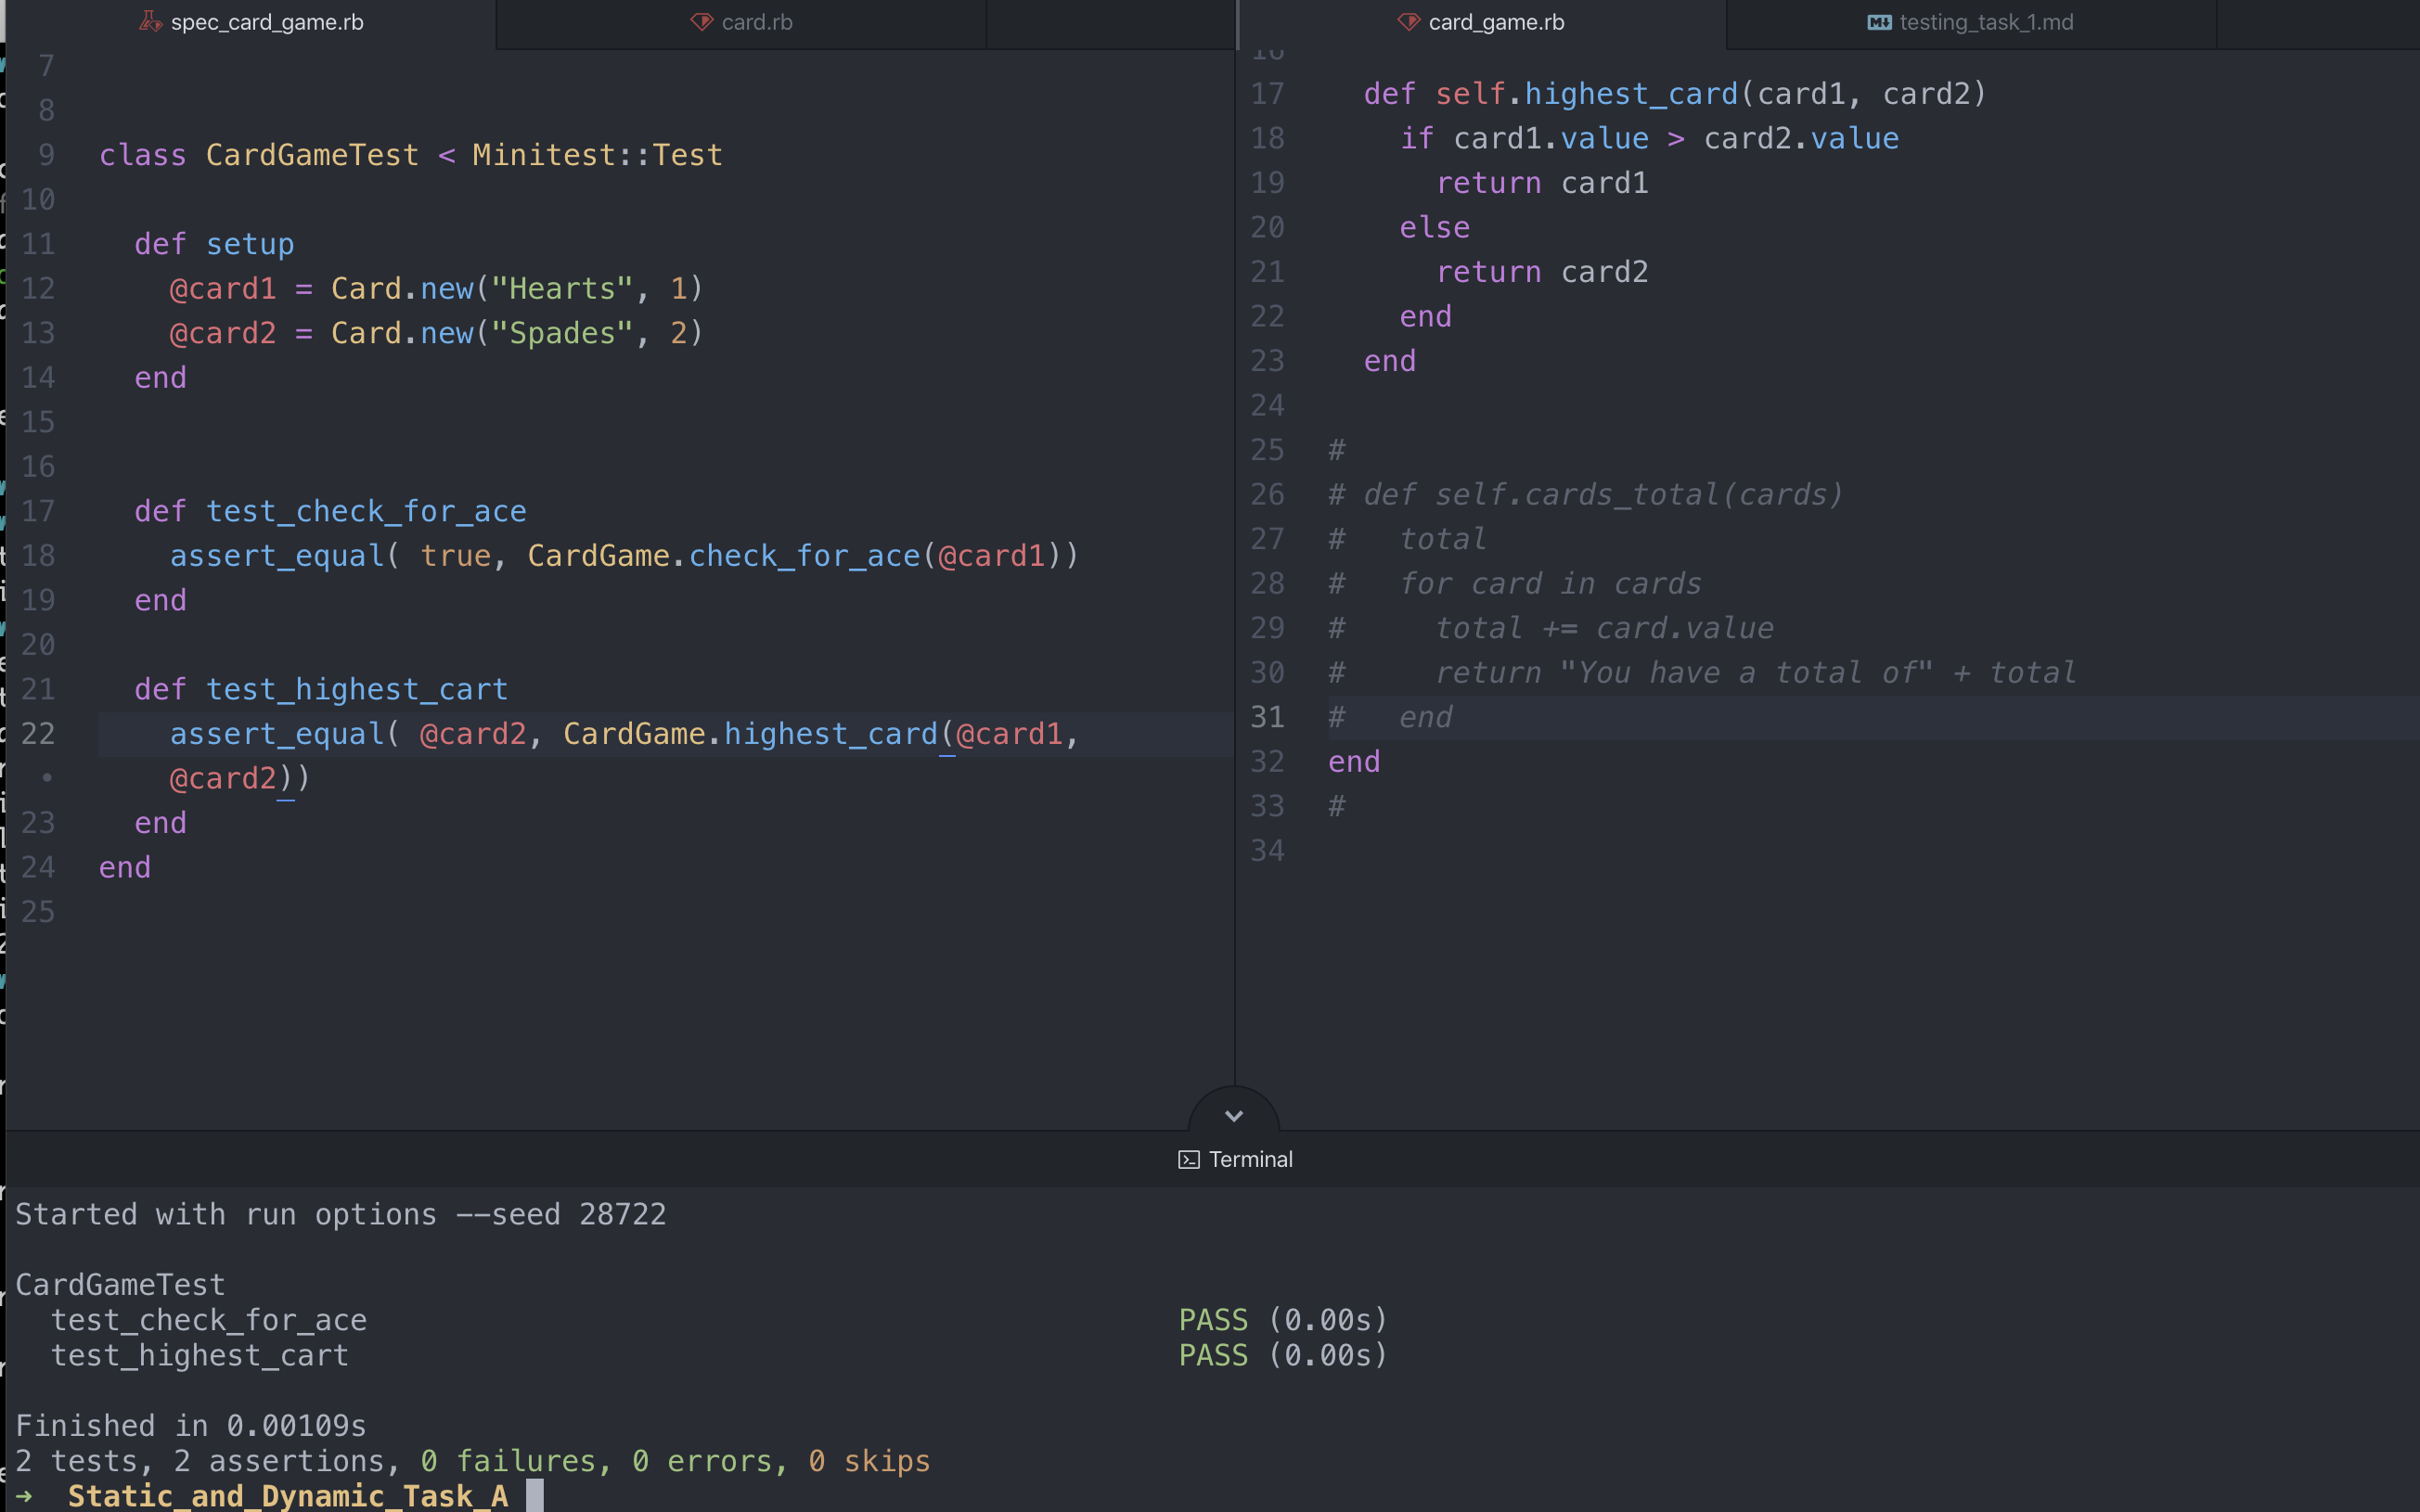 spec_card_game.rb
card.rb
7
8
9 class CardGameTest < Minitest::Test
10
11 def setup
12 @card1 = Card.new("Hearts", 1)
13 @card2 = Card.new("Spades", 2)
14 end
15
16
17 def test_check_for_ace
18 assert_equal( true, CardGame.check_for_ace(@card1))
19 end
20
21 def test_highest_cart
22 assert_equal( @card2, CardGame.highest_card(@card1,
• @card2))
23 end
24 end
25
card_game.rb
testing_task_1.md
16
17 def self.highest_card(card1, card2)
18 if card1.value > card2.value
19 return card1
20 else
21 return card2
22 end
23 end
24
25 #
26 # def self.cards_total(cards)
27 # total
28 # for card in cards
29 # total += card.value
30 # return "You have a total of" + total
31 # end
32 end
33 #
34
Terminal
Started with run options --seed 28722
CardGameTest
test_check_for_ace PASS (0.00s)
test_highest_cart PASS (0.00s)
Finished in 0.00109s
2 tests, 2 assertions, 0 failures, 0 errors, 0 skips
→ Static_and_Dynamic_Task_A